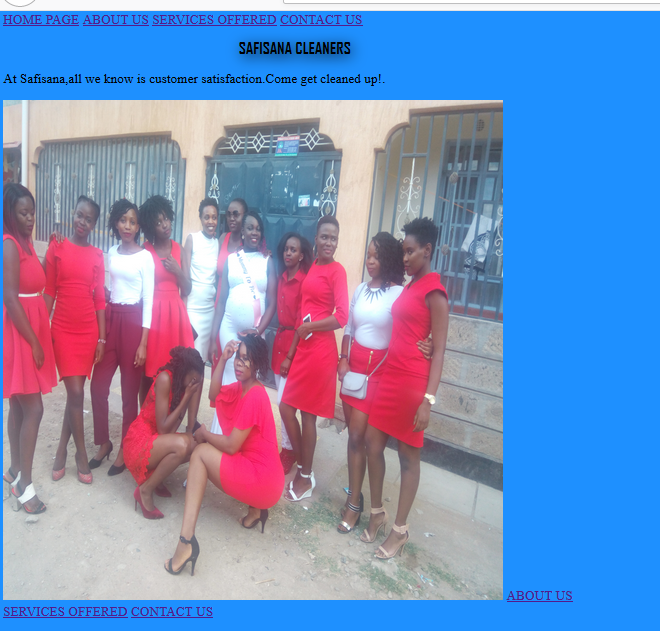 HOME PAGE ABOUT US SERVICES OFFERED CONTACT US
SAFISANA CLEANERS
At Safisana,all we know is customer satisfaction.Come get cleaned up!.
ABOUT US
SERVICES OFFERED CONTACT US